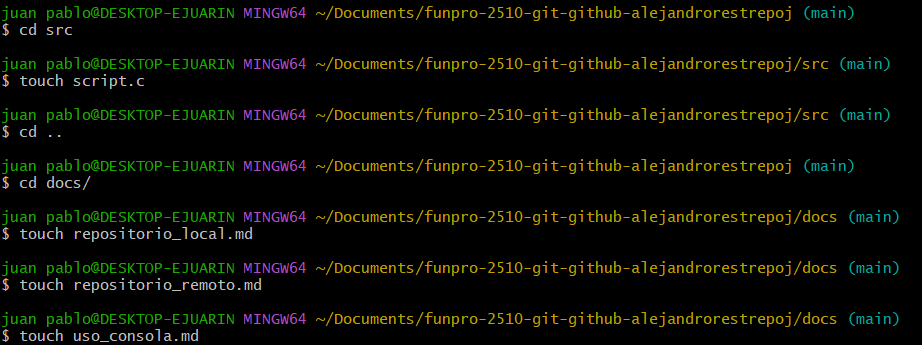 juan pablo@DESKTOP-EJUARIN MINGW64 ~/Documents/funpro-2510-git-github-alejandrorestrepoj (main)
$ cd src
juan pablo@DESKTOP-EJUARIN MINGW64 ~/Documents/funpro-2510-git-github-alejandrorestrepoj/src (main)
$ touch script.c
juan pablo@DESKTOP-EJUARIN MINGW64 ~/Documents/funpro-2510-git-github-alejandrorestrepoj/src (main)
$ cd ..
juan pablo@DESKTOP-EJUARIN MINGW64 ~/Documents/funpro-2510-git-github-alejandrorestrepoj (main)
$ cd docs/
juan pablo@DESKTOP-EJUARIN MINGW64 ~/Documents/funpro-2510-git-github-alejandrorestrepoj/docs (main)
$ touch repositorio_local.md
juan pablo@DESKTOP-EJUARIN MINGW64 ~/Documents/funpro-2510-git-github-alejandrorestrepoj/docs (main)
$ touch repositorio_remoto.md
juan pablo@DESKTOP-EJUARIN MINGW64 ~/Documents/funpro-2510-git-github-alejandrorestrepoj/docs (main)
$ touch uso_consola.md